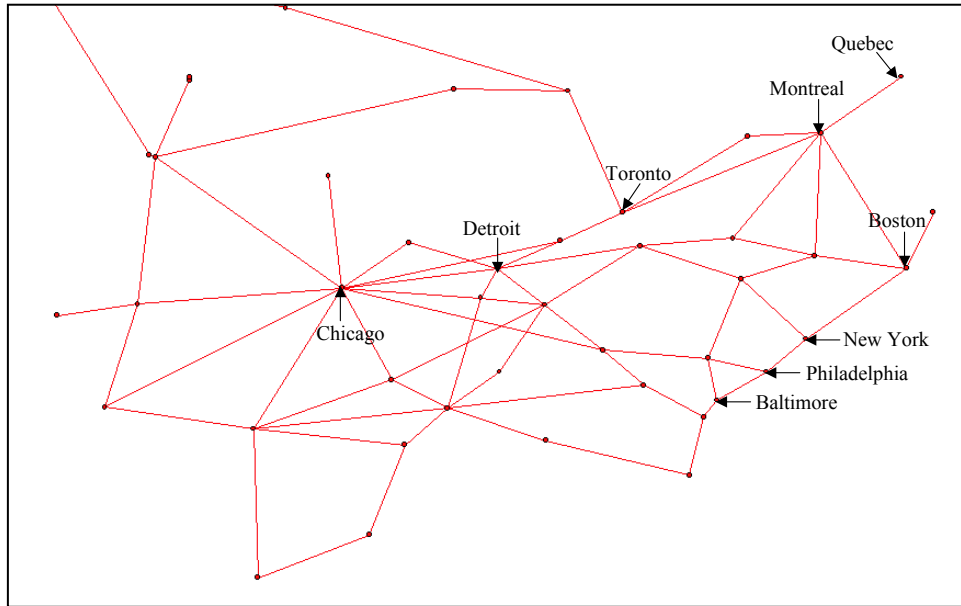 Quebec
Montreal
Toronto
Boston
Detroit
Chicago
New York
Philadelphia
Baltimore